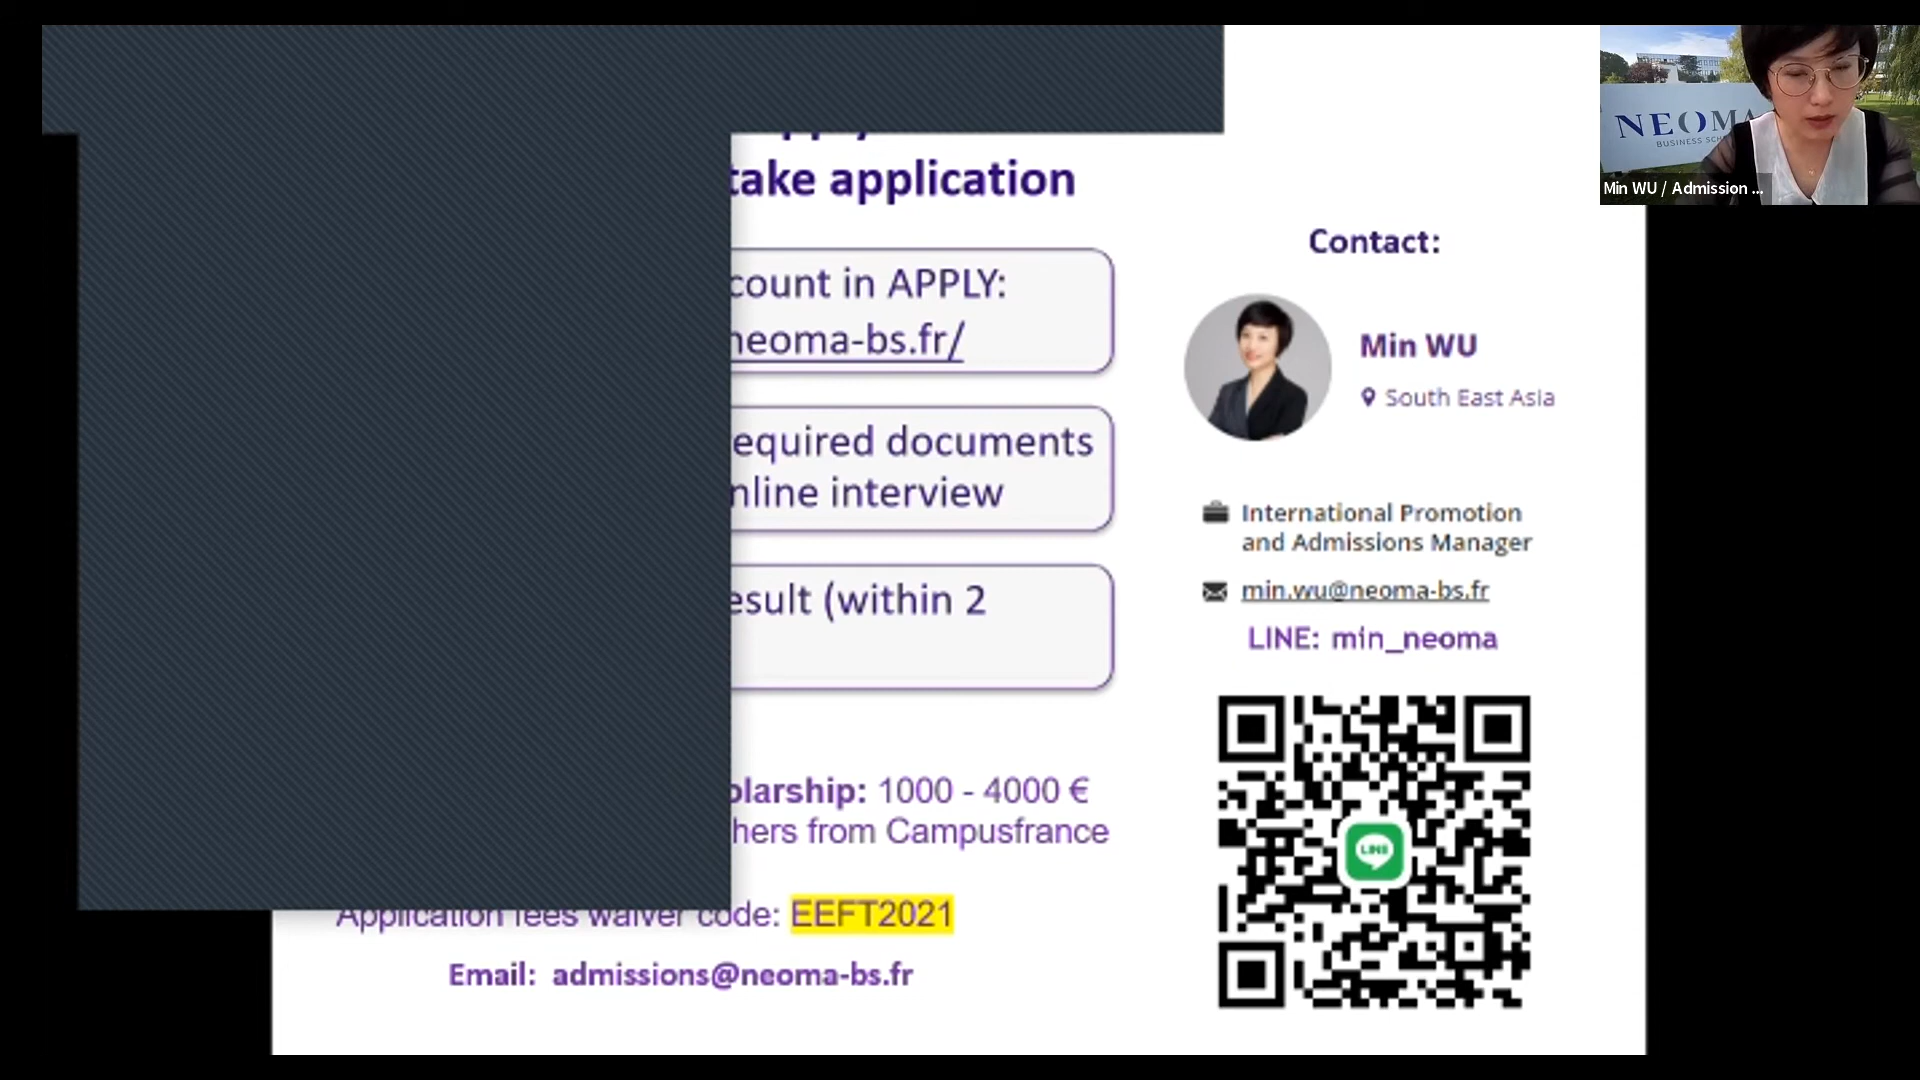 take application
count in APPLY:
neoma-bs.fr/
equired documents
nline interview
esult (within 2
olarship: 1000 - 4000 €
hers from Campusfrance
Application fees waiver code: EEFT2021
Email: admissions@neoma-bs.fr
NEOMA
BUSINESS SCH
Min WU / Admission ...
Contact:
Min WU
South East Asia
International Promotion
and Admissions Manager
min.wu@neoma-bs.fr
LINE: min_neoma
LINE